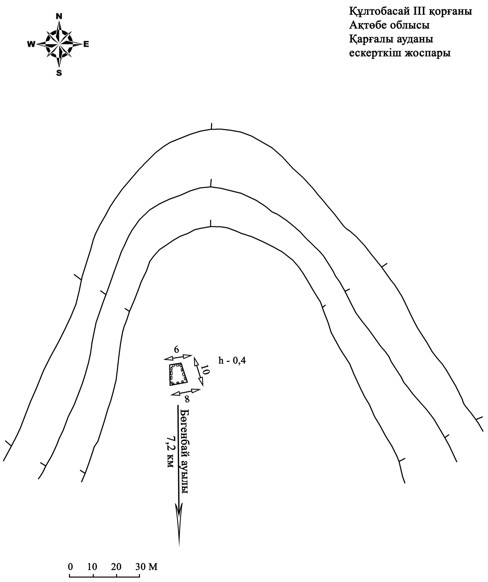 N
W E
S
Құлтобасай III қорғаны
Ақтөбе облысы
Қарғалы ауданы
ескерткіш жоспары
6
h - 0,4
10
8
Бөгенбай ауылы
7,2 км
0 10 20 30 М